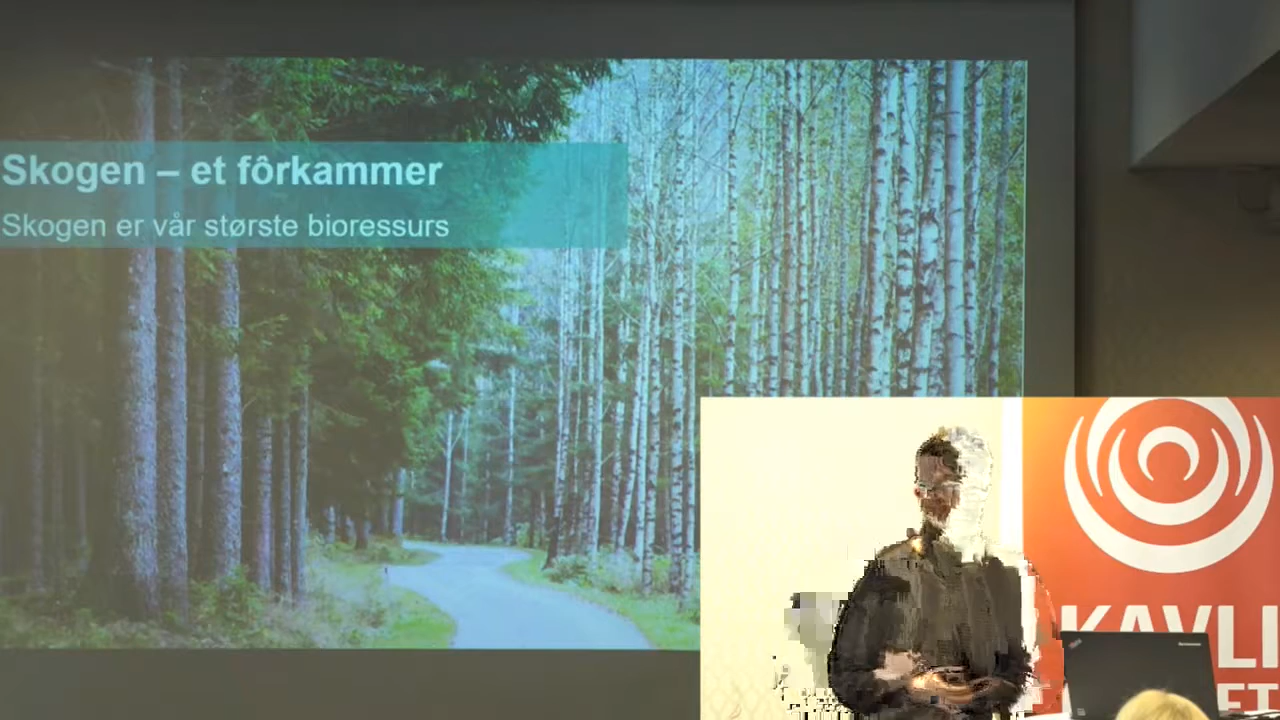 Skogen – et fôrkammer
Skogen er vår største bioressurs
KAVLI